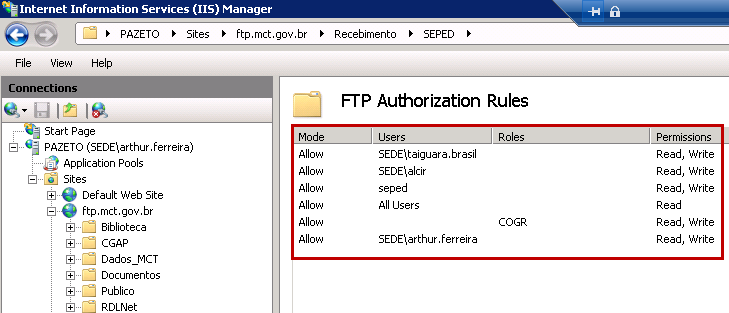 Internet Information Services (IIS) Manager
PAZETO Sites ftp.mct.gov.br Recebimento SEPED
File View Help
Connections
Start Page
PAZETO (SEDE\arthur.ferreira)
Application Pools
Sites
Default Web Site
ftp.mct.gov.br
Biblioteca
CGAP
Dados_MCT
Documentos
Publico
RDLNet
FTP Authorization Rules
Mode Users Roles Permissions
Allow SEDE\taiguara.brasil Read, Write
Allow SEDE\alcir Read, Write
Allow seped Read, Write
Allow All Users Read
Allow COGR Read, Write
Allow SEDE\arthur.ferreira Read, Write